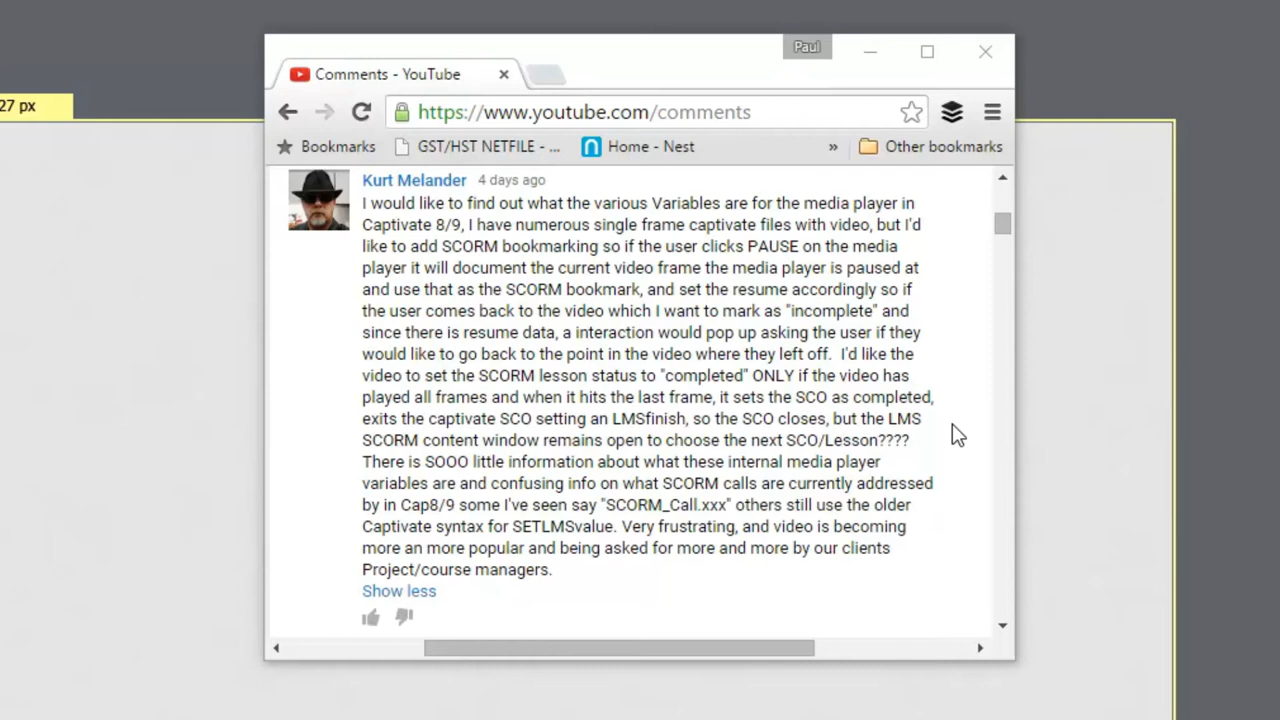 Paul
27 px
Comments - YouTube
https://www.youtube.com/comments
Bookmarks GST/HST NETFILE - ... Home - Nest » Other bookmarks
Kurt Melander 4 days ago
I would like to find out what the various Variables are for the media player in
Captivate 8/9, I have numerous single frame captivate files with video, but I'd
like to add SCORM bookmarking so if the user clicks PAUSE on the media
player it will document the current video frame the media player is paused at
and use that as the SCORM bookmark, and set the resume accordingly so if
the user comes back to the video which I want to mark as "incomplete" and
since there is resume data, a interaction would pop up asking the user if they
would like to go back to the point in the video where they left off. I'd like the
video to set the SCORM lesson status to "completed" ONLY if the video has
played all frames and when it hits the last frame, it sets the SCO as completed,
exits the captivate SCO setting an LMSfinish, so the SCO closes, but the LMS
SCORM content window remains open to choose the next SCO/Lesson????
There is SOOO little information about what these internal media player
variables are and confusing info on what SCORM calls are currently addressed
by in Cap8/9 some I've seen say "SCORM_Call.xxx" others still use the older
Captivate syntax for SETLMSvalue. Very frustrating, and video is becoming
more an more popular and being asked for more and more by our clients
Project/course managers.
Show less